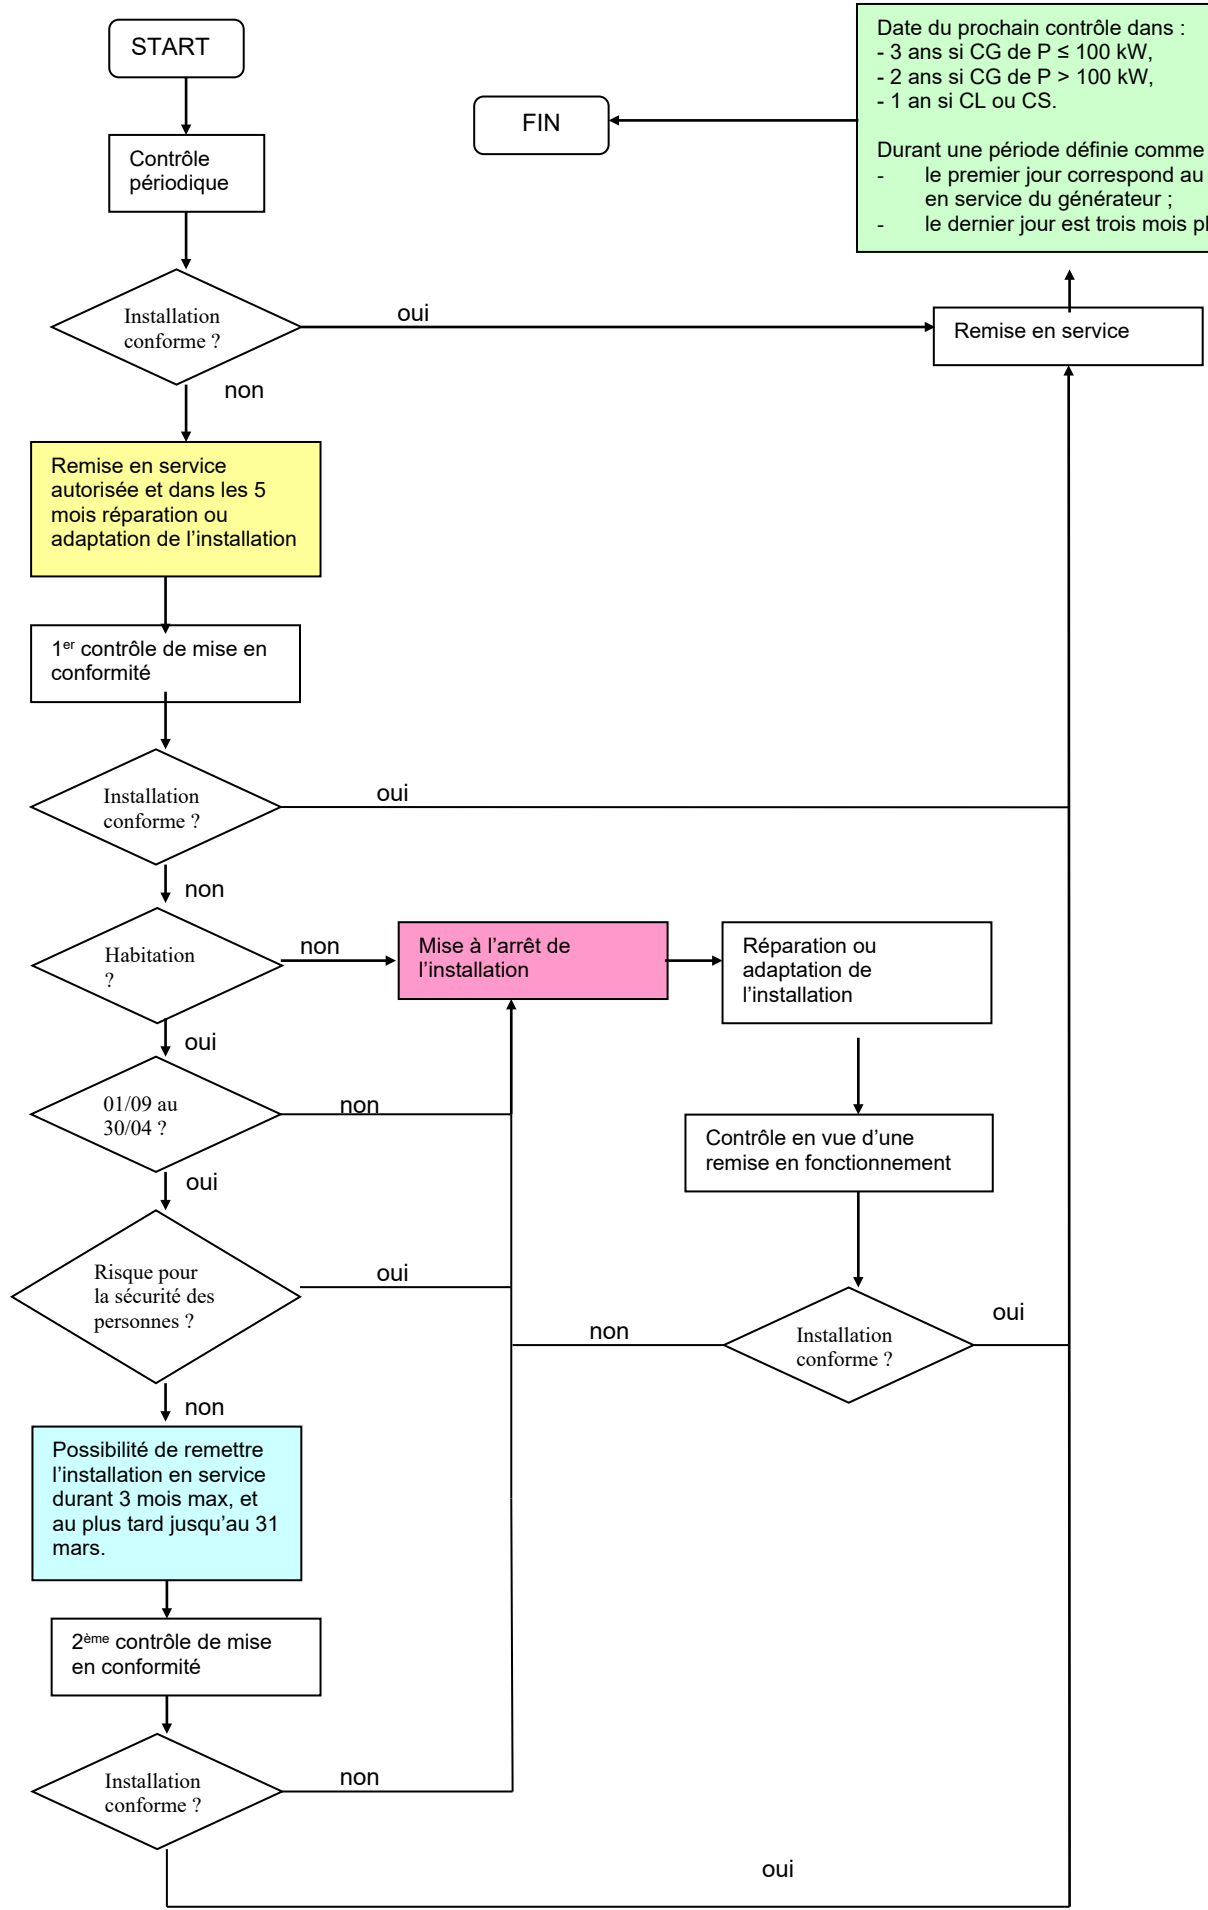 START
Date du prochain contrôle dans :
- 3 ans si CG de P ≤ 100 kW,
- 2 ans si CG de P > 100 kW,
- 1 an si CL ou CS.
Durant une période définie comme
- le premier jour correspond au
en service du générateur ;
- le dernier jour est trois mois
FIN
Contrôle
périodique
Installation
conforme ?
oui
Remise en service
non
Remise en service
autorisée et dans les 5
mois réparation ou
adaptation de l’installation
1er contrôle de mise en
conformité
Installation
conforme ?
oui
non
Habitation
?
non
Mise à l’arrêt de
l’installation
Réparation ou
adaptation de
l’installation
oui
01/09 au
30/04 ?
non
Contrôle en vue d’une
remise en fonctionnement
oui
Risque pour
la sécurité des
personnes ?
oui
non
Installation
conforme ?
oui
non
Possibilité de remettre
l’installation en service
durant 3 mois max, et
au plus tard jusqu’au 31
mars.
2ème contrôle de mise
en conformité
Installation
conforme ?
non
oui